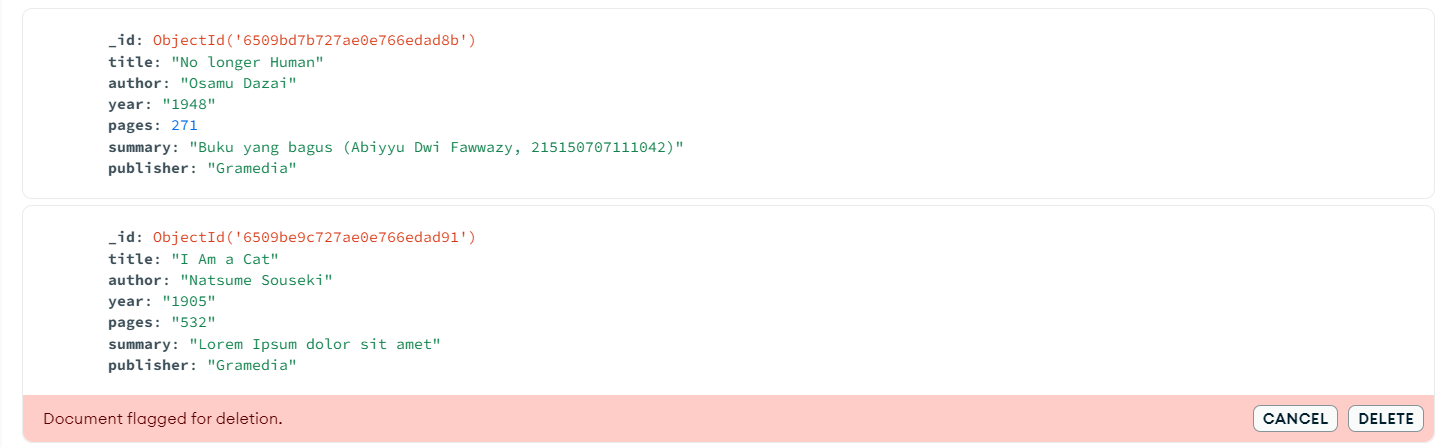 _id: ObjectId('6509bd7b727ae0e766edad8b')
title: "No longer Human"
author: "Osamu Dazai"
year: "1948"
pages: 271
summary: "Buku yang bagus (Abiyyu Dwi Fawwazy, 215150707111042)"
publisher: "Gramedia"
_id: ObjectId('6509be9c727ae0e766edad91')
title: "I Am a Cat"
author: "Natsume Souseki"
year: "1905"
pages: "532"
summary: "Lorem Ipsum dolor sit amet"
publisher: "Gramedia"
Document flagged for deletion. CANCEL DELETE